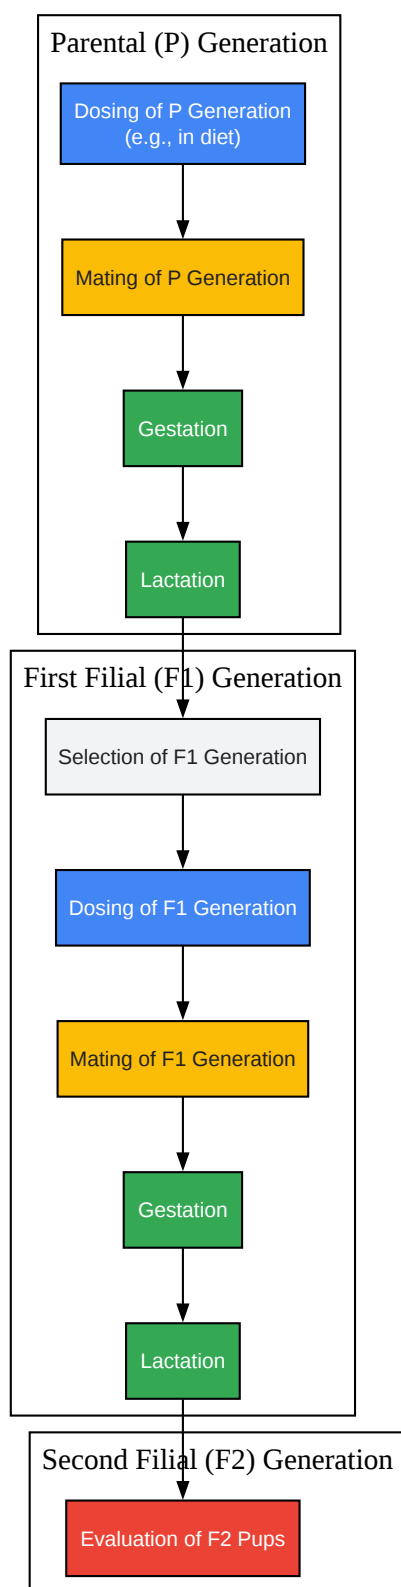 Parental (P) Generation
Dosing of P Generation
(e.g., in diet)
Mating of P Generation
Gestation
Lactation
First Filial (F1) Generation
Selection of F1 Generation
Dosing of F1 Generation
Mating of F1 Generation
Gestation
Lactation
Second Filial (F2) Generation
Evaluation of F2 Pups